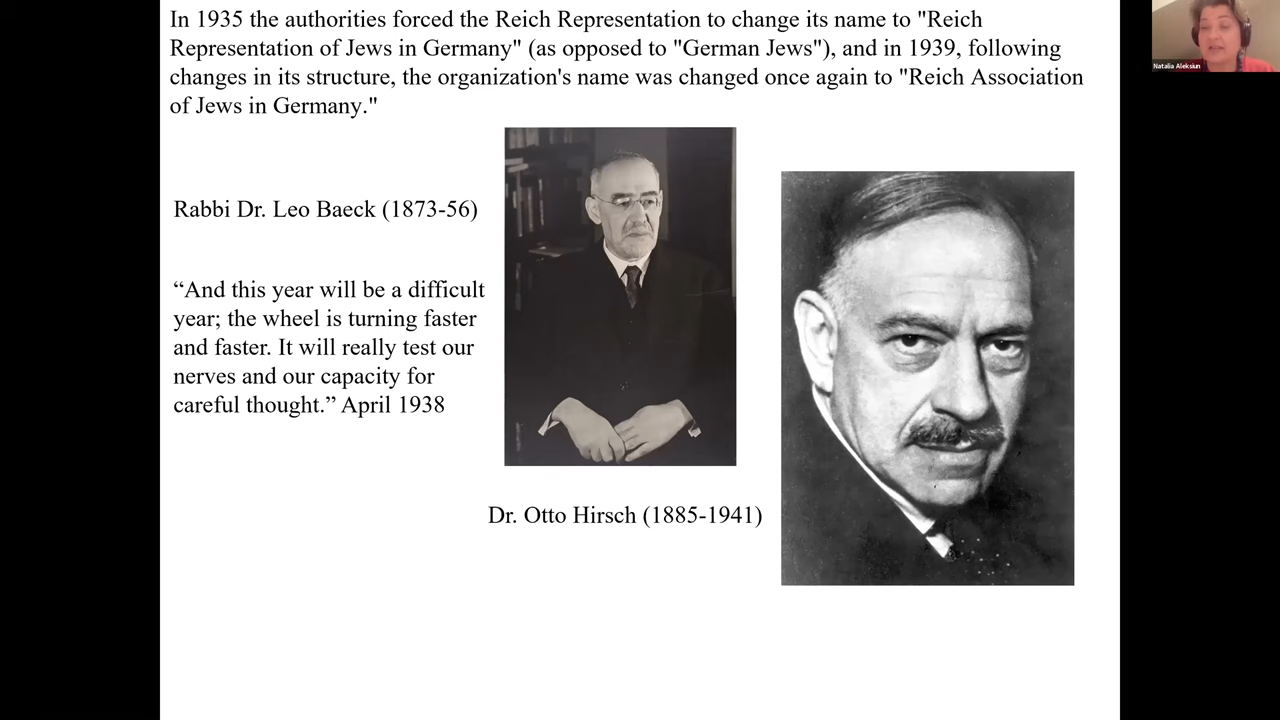 In 1935 the authorities forced the Reich Representation to change its name to "Reich
Representation of Jews in Germany" (as opposed to "German Jews"), and in 1939, following
changes in its structure, the organization's name was changed once again to "Reich Association
of Jews in Germany."
Natalia Aleksiun
Rabbi Dr. Leo Baeck (1873-56)
“And this year will be a difficult
year; the wheel is turning faster
and faster. It will really test our
nerves and our capacity for
careful thought.” April 1938
Dr. Otto Hirsch (1885-1941)